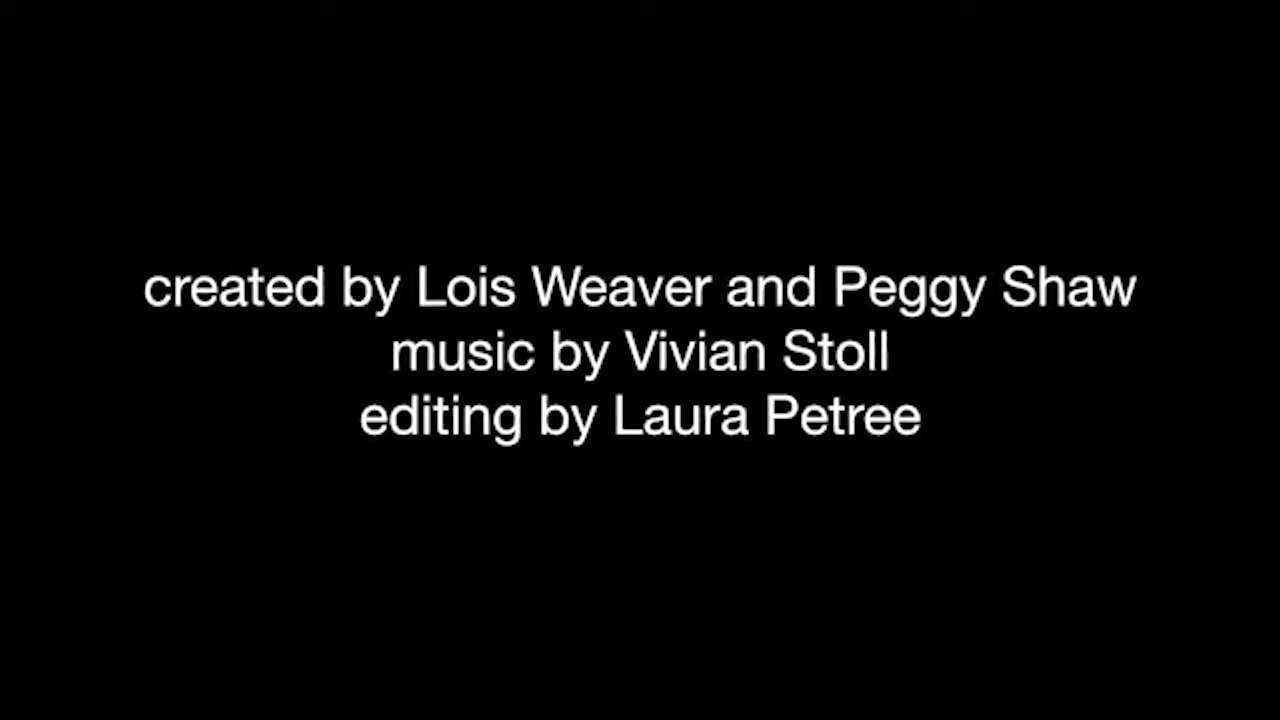 created by Lois Weaver and Peggy Shaw
music by Vivian Stoll
editing by Laura Petree